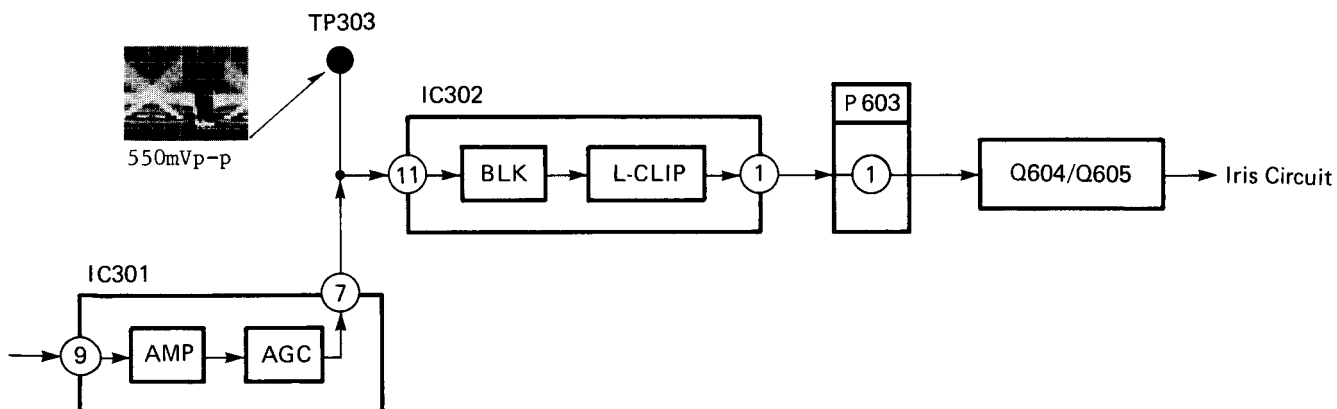 TP303
550mVp-p
IC302
11
BLK
L-CLIP
1
P603
1
Q604/Q605
Iris Circuit
IC301
7
9
AMP
AGC